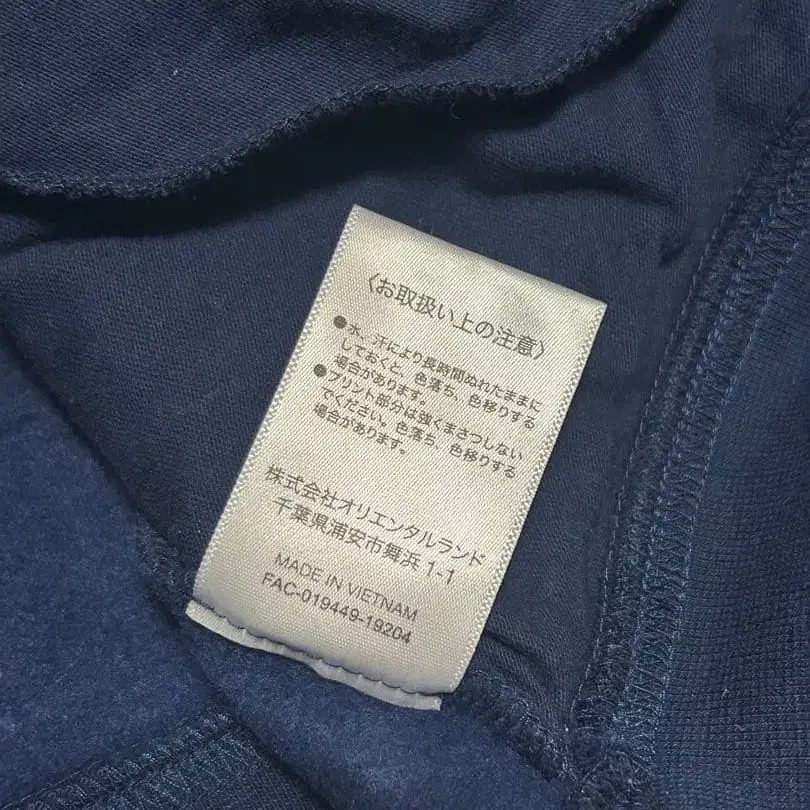 〈お取扱い上の注意〉
●水、汗により長時間ぬれたままに
しておくと、色落ち、色移りする
場合があります。
●プリント部分は強くまさつしない
でください。色落ち、色移りする
場合があります。
株式会社オリエンタルランド
千葉県浦安市舞浜 1-1
MADE IN VIETNAM
FAC-019449-19204